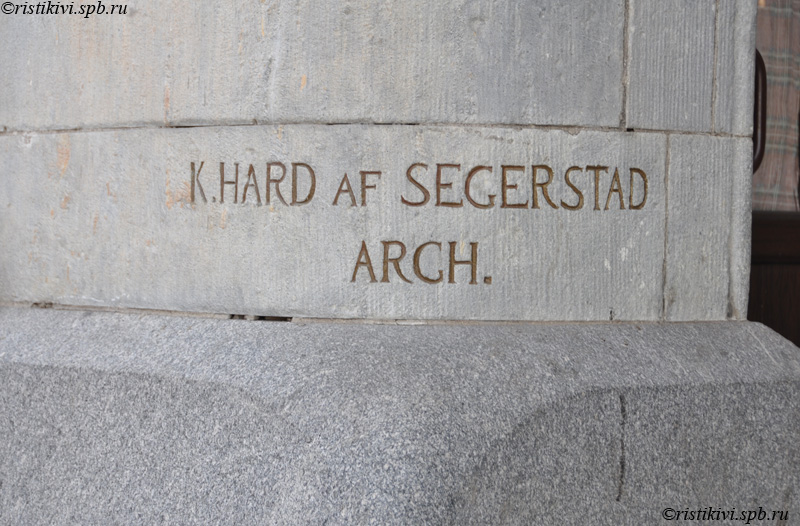 ©ristikivi.spb.ru
K.HARD AF SEGERSTAD
ARCH.
©ristikivi.spb.ru